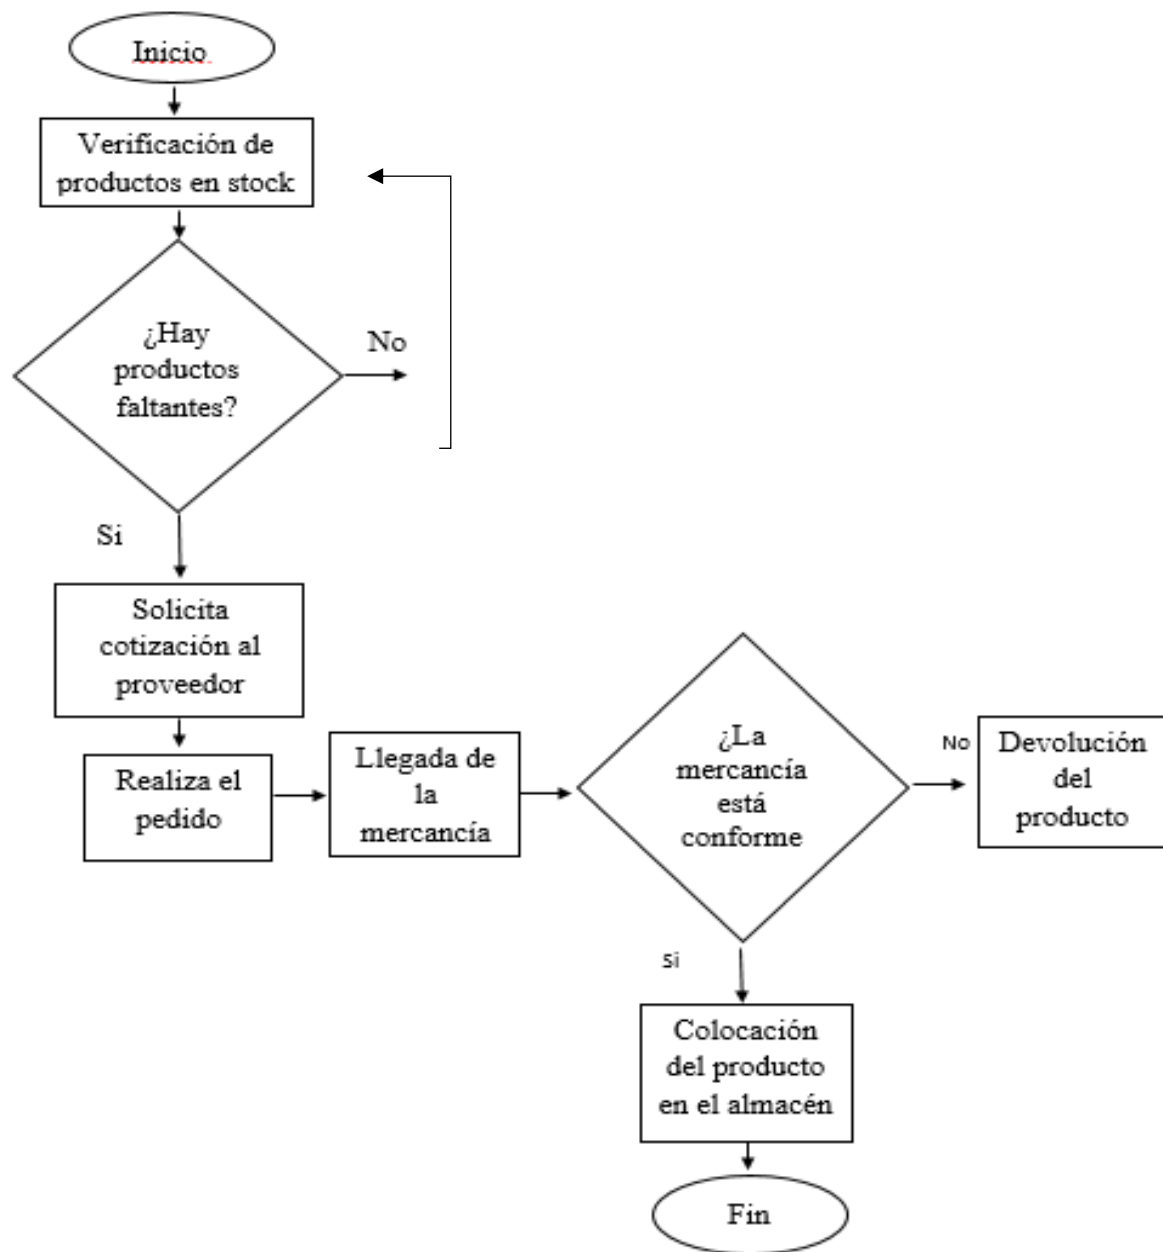 Inicio
Verificación de
productos en stock
¿Hay
productos
faltantes?
No
Si
Solicita
cotización al
proveedor
Realiza el
pedido
Llegada de
la
mercancía
¿La
mercancía
está
conforme
No
Devolución
del
producto
Si
Colocación
del producto
en el almacén
Fin